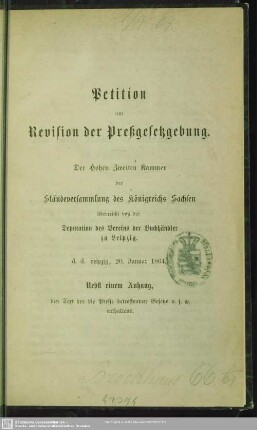 Petition
um
Revision der Preßgesetzgebung.
Der Hohen Zweiten Kammer
der
Ständeversammlung des Königreichs Sachsen
überreicht von der
Deputation des Vereins der Buchhändler
zu Leipzig.
d. d. Leipzig, 20. Januar 1864.
Nebst einem Anhang,
den Text der die Presse betreffenden Gesetze u. s. w.
enthaltend.